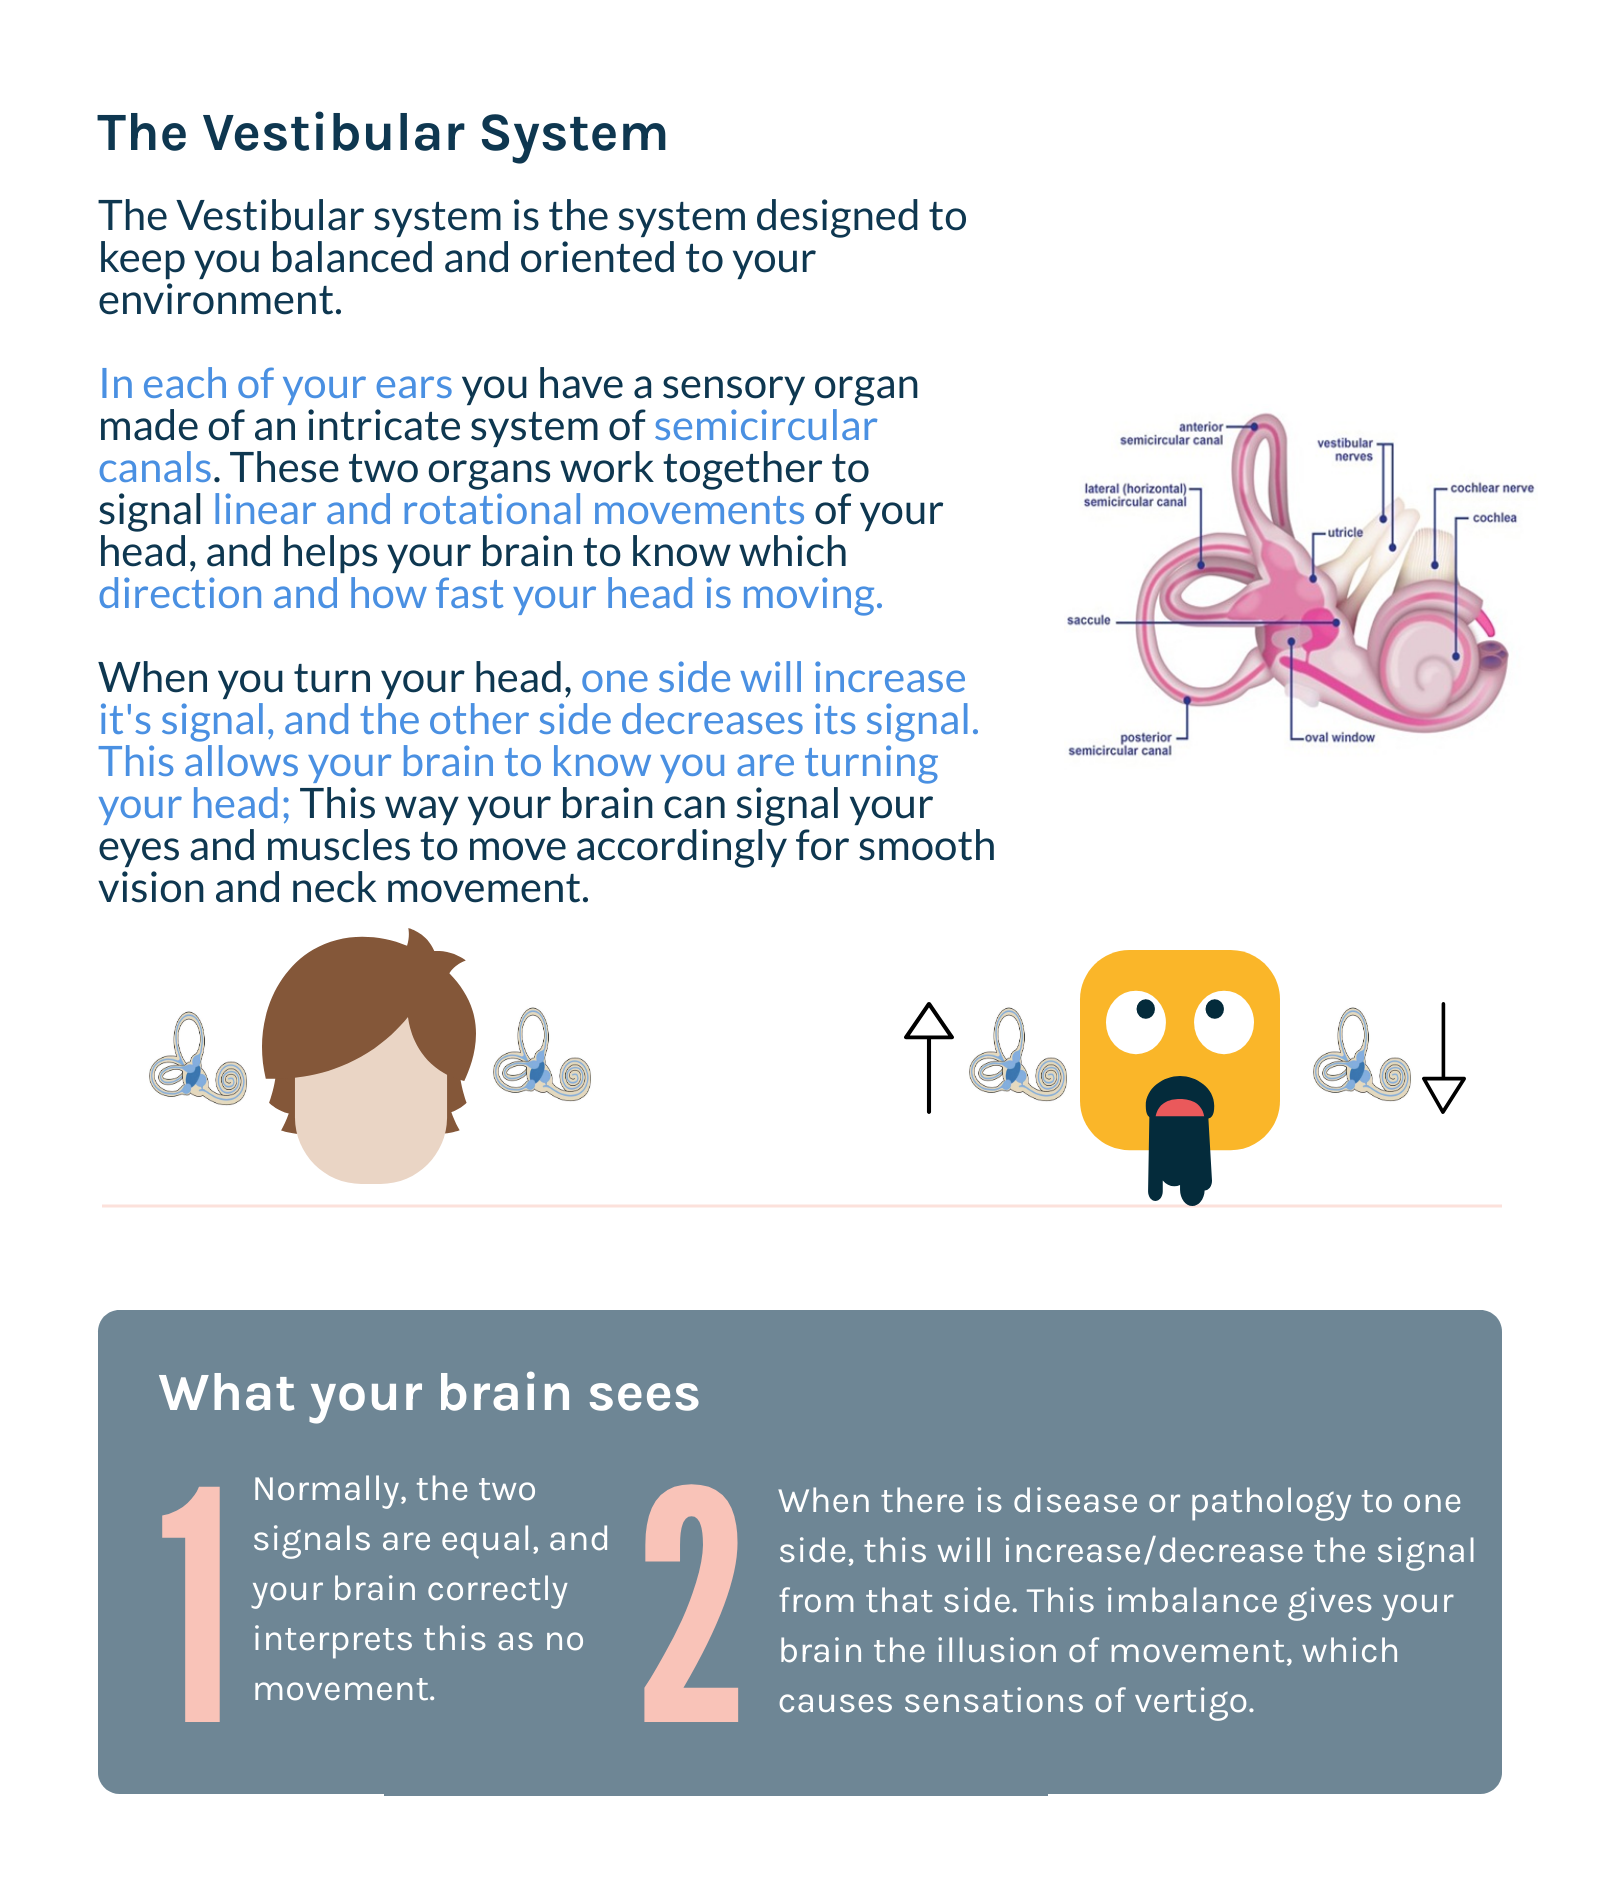 The Vestibular System
The Vestibular system is the system designed to
keep you balanced and oriented to your
environment.
In each of your ears you have a sensory organ
made of an intricate system of semicircular
canals. These two organs work together to
signal linear and rotational movements of your
head, and helps your brain to know which
direction and how fast your head is moving.
When you turn your head, one side will increase
it's signal, and the other side decreases its signal.
This allows your brain to know you are turning
your head; This way your brain can signal your
eyes and muscles to move accordingly for smooth
vision and neck movement.
anterior
semicircular canal
vestibular
nerves
lateral (horizontal)
semicircular canal
cochlear nerve
cochlea
utricle
saccule
posterior
semicircular canal
oval window
What your brain sees
1
Normally, the two
signals are equal, and
your brain correctly
interprets this as no
movement.
2
When there is disease or pathology to one
side, this will increase/decrease the signal
from that side. This imbalance gives your
brain the illusion of movement, which
causes sensations of vertigo.